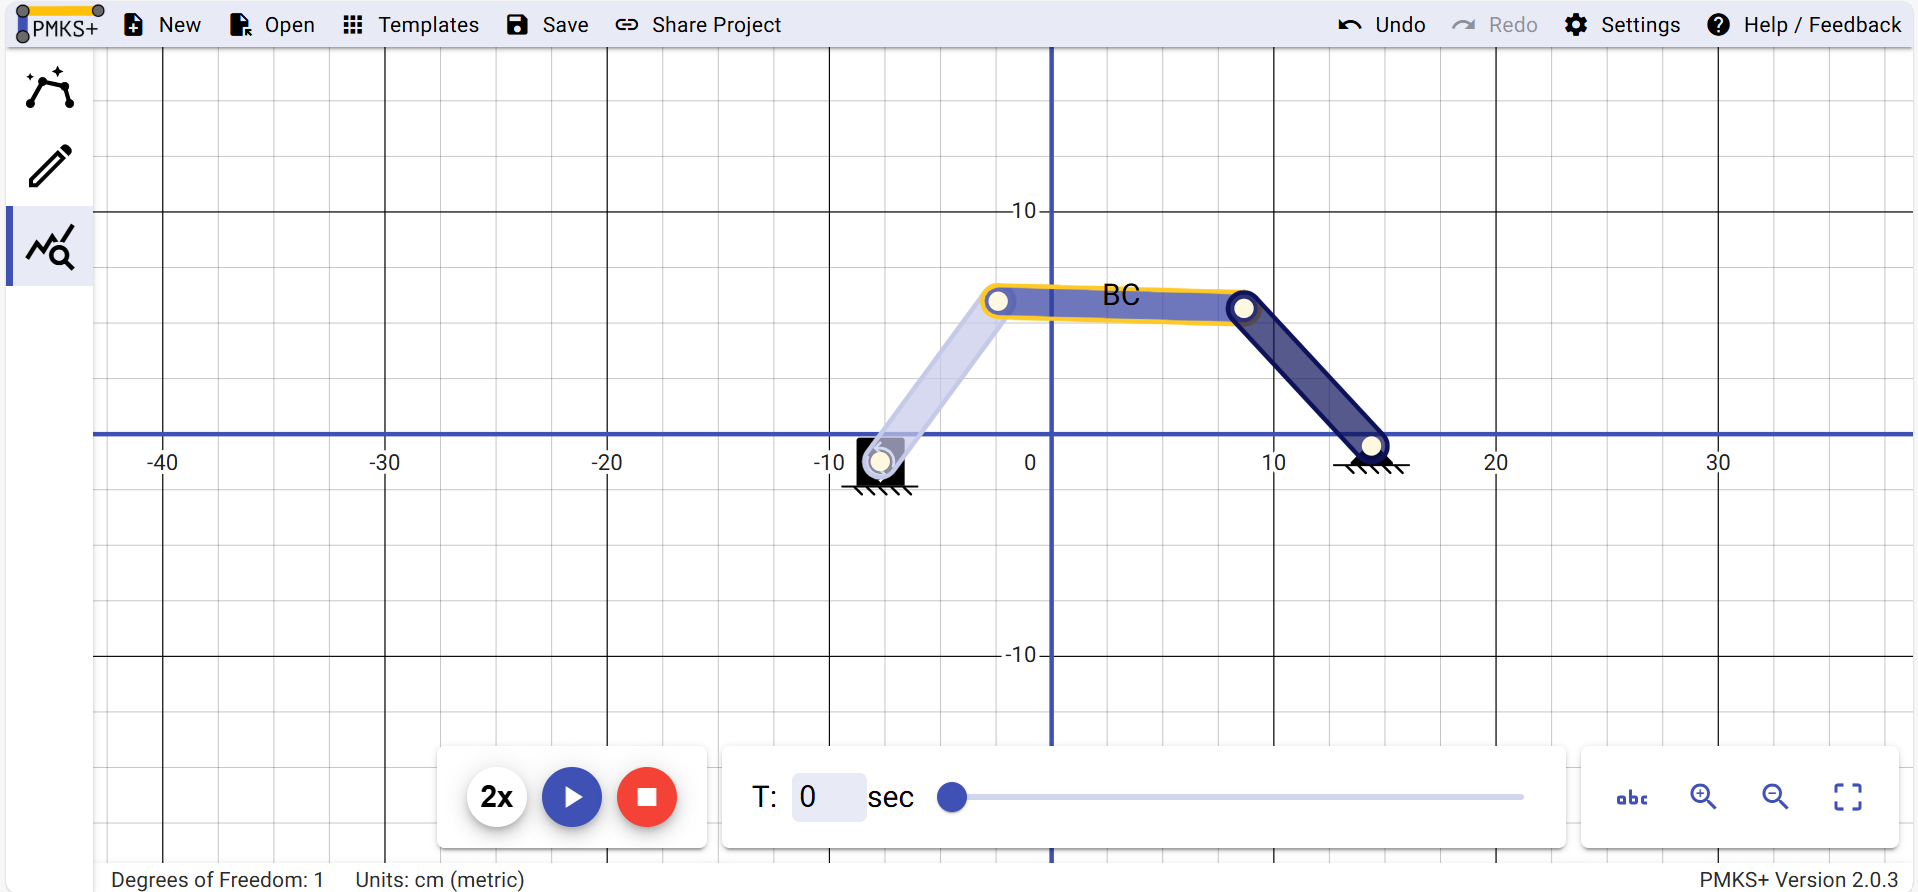 PMKS+ New Open Templates Save Share Project Undo Redo Settings Help / Feedback
10
BC
-40 -30 -20 -10 0 10 20 30
-10
2x T: 0 sec abc
Degrees of Freedom: 1 Units: cm (metric) PMKS+ Version 2.0.3